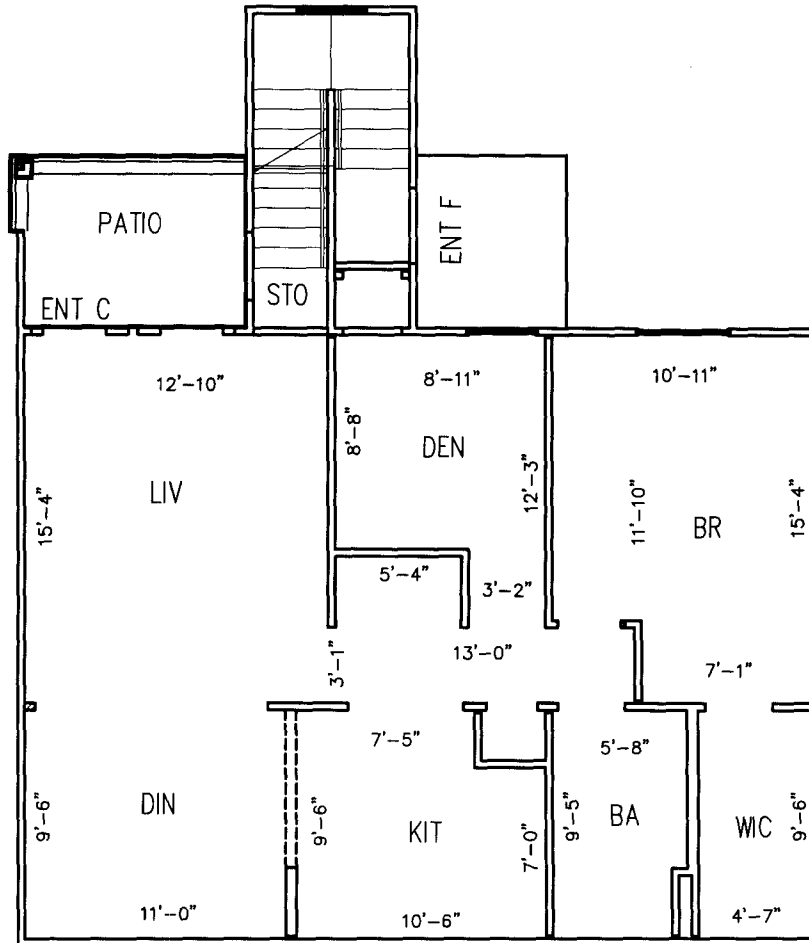 PATIO
ENT F
ENT C
STO
12'-10"
8'-11"
10'-11"
8'-8"
DEN
LIV
12'-3"
11'-10"
BR
15'-4"
15'-4"
5'-4"
3'-2"
3'-1"
13'-0"
7'-1"
7'-5"
5'-8"
9'-6"
DIN
9'-6"
KIT
7'-0"
9'-5"
BA
WIC
9'-6"
11'-0"
10'-6"
4'-7"